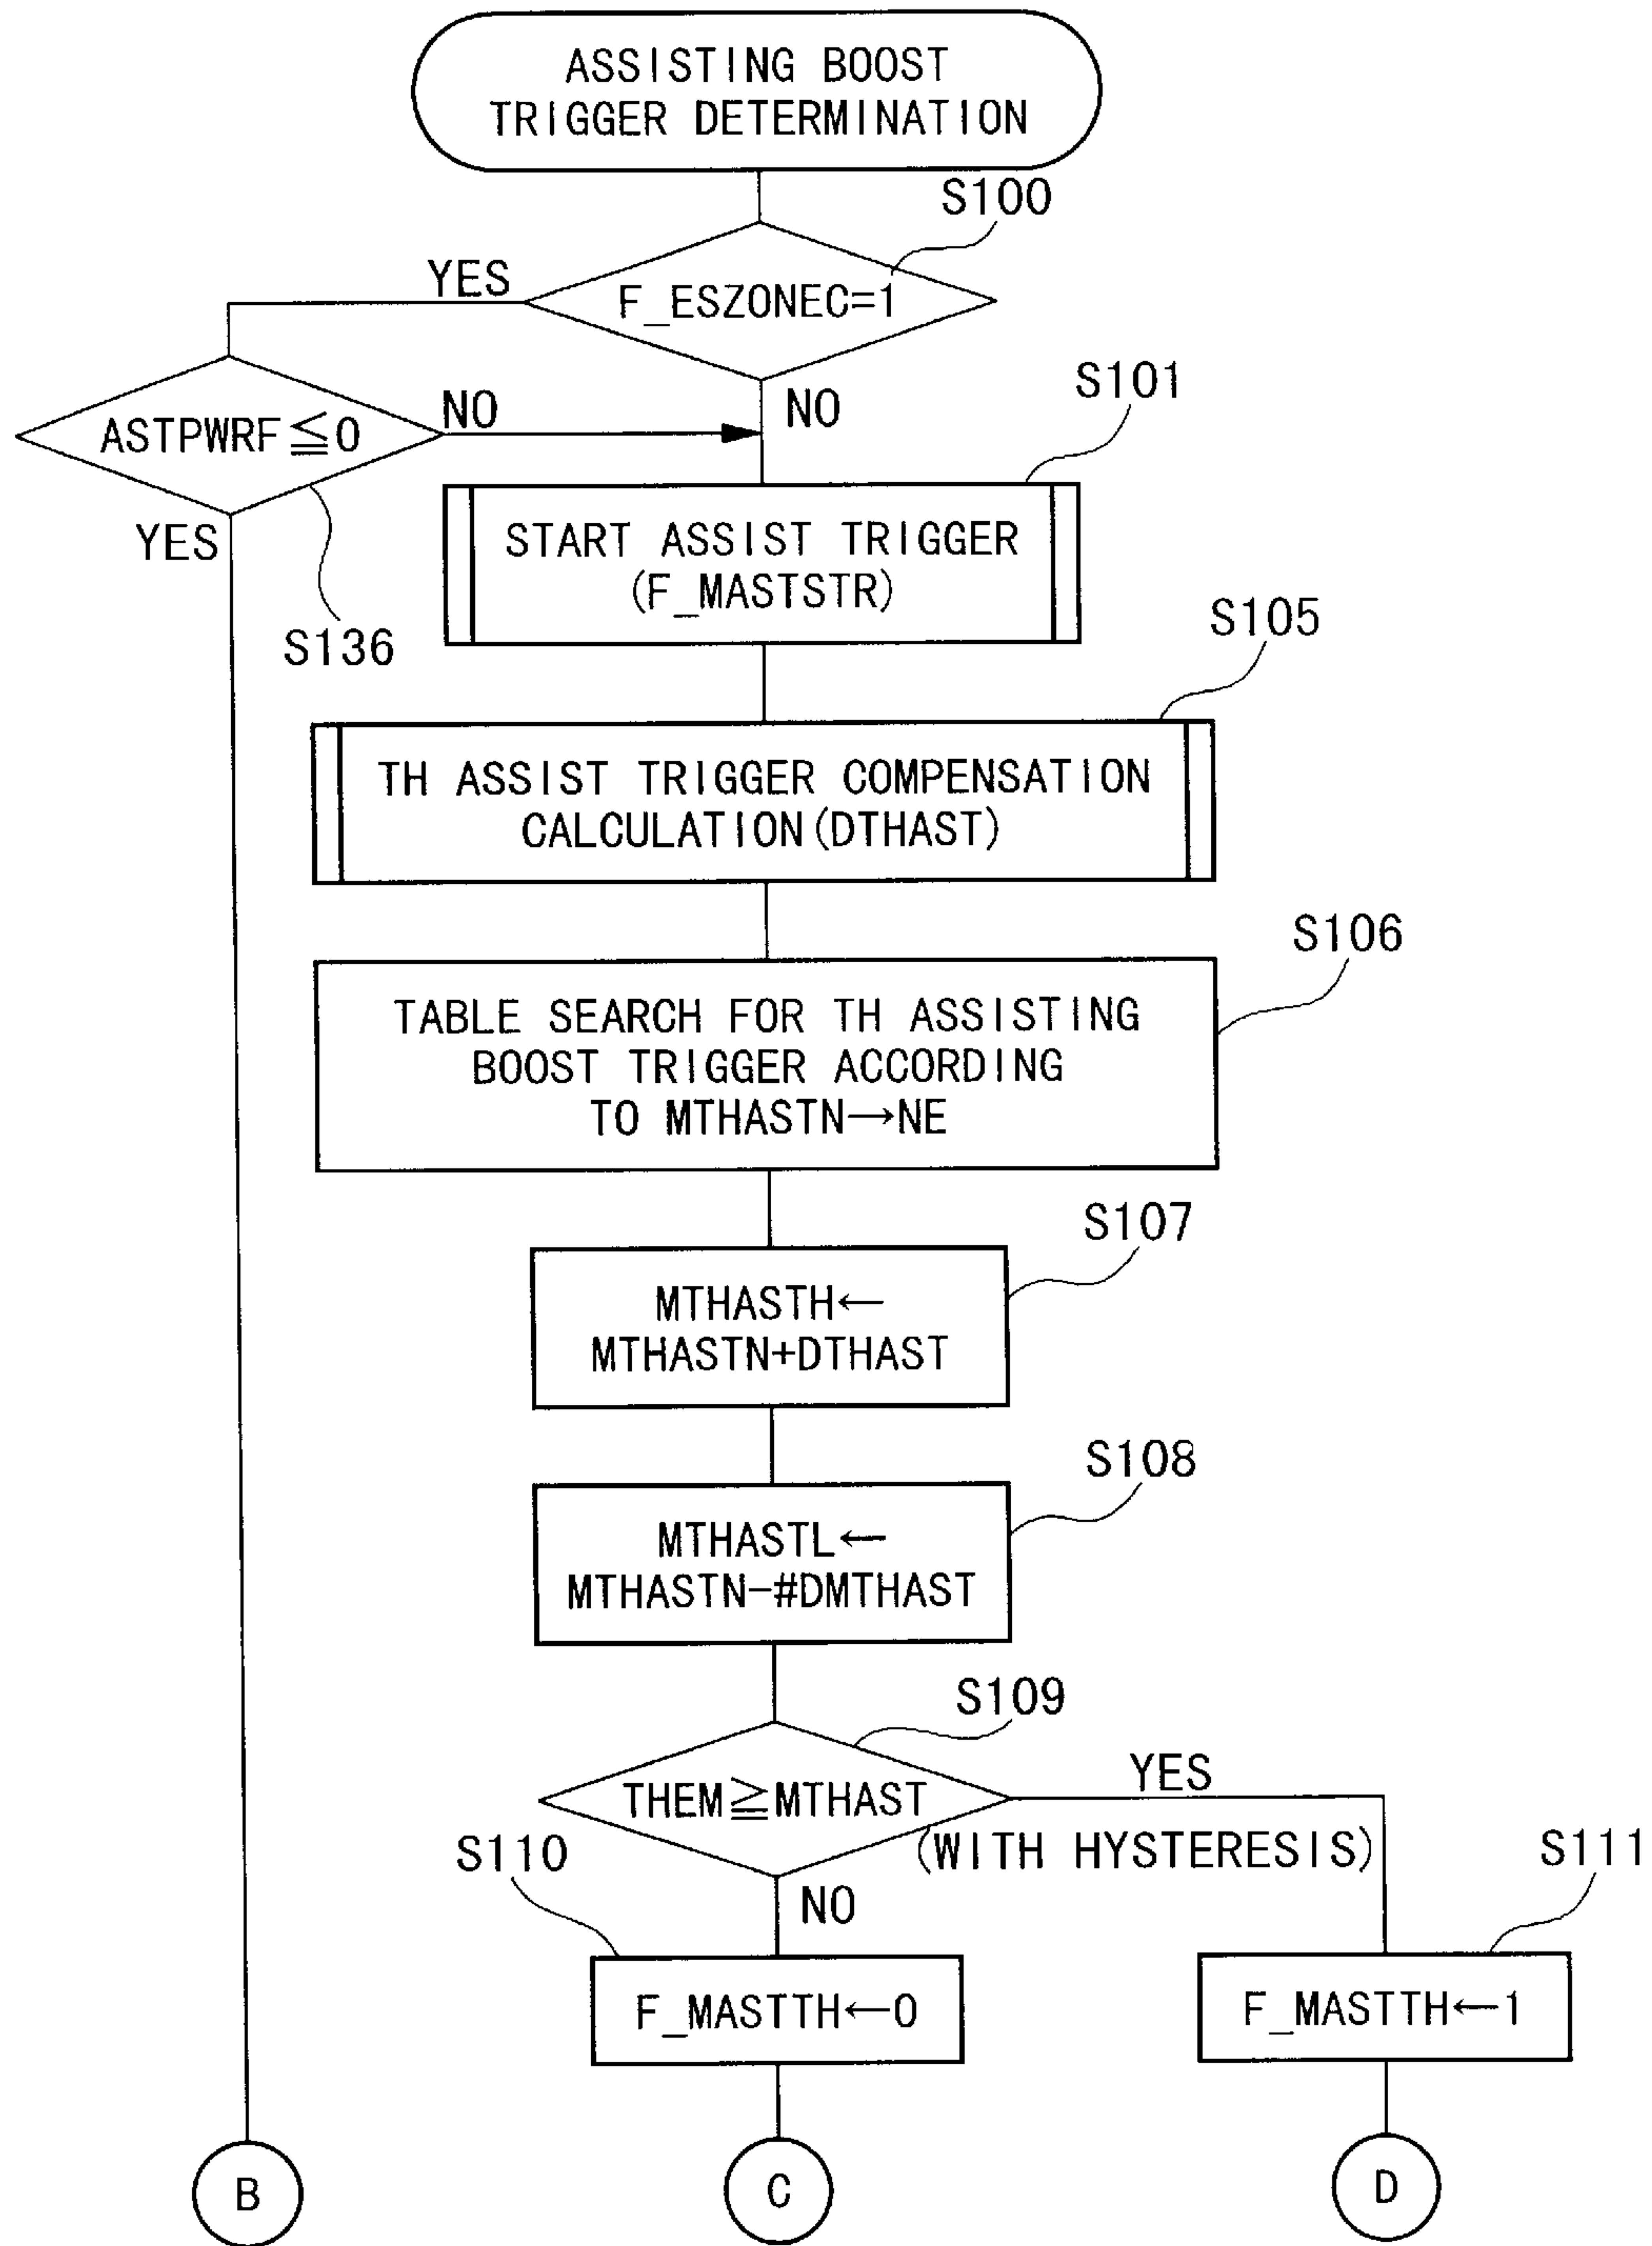 ASSISTING BOOST
TRIGGER DETERMINATION
S100
YES
F_ESZONEC=1
S101
NO
NO
ASTPWRF≦0
START ASSIST TRIGGER
(F_MASTSTR)
YES
S136
S105
TH ASSIST TRIGGER COMPENSATION
CALCULATION(DTHAST)
S106
TABLE SEARCH FOR TH ASSISTING
BOOST TRIGGER ACCORDING
TO MTHASTN→NE
S107
MTHASTH←
MTHASTN+DTHAST
S108
MTHASTL←
MTHASTN-#DMTHAST
S109
YES
THEM≧MTHAST
(WITH HYSTERESIS)
S110
S111
NO
F_MASTTH←0
F_MASTTH←1
B
C
D